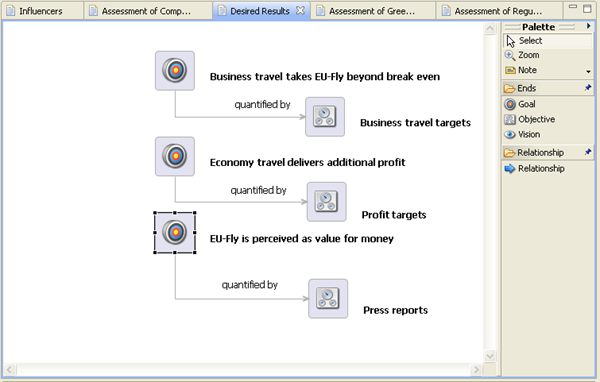 Influencers
Assessment of Comp...
Desired Results
Assessment of Gree...
Assessment of Regu...
Palette
Select
Zoom
Note
Ends
Goal
Objective
Vision
Relationship
Relationship
Business travel takes EU-Fly beyond break even
quantified by
Business travel targets
Economy travel delivers additional profit
quantified by
Profit targets
EU-Fly is perceived as value for money
quantified by
Press reports